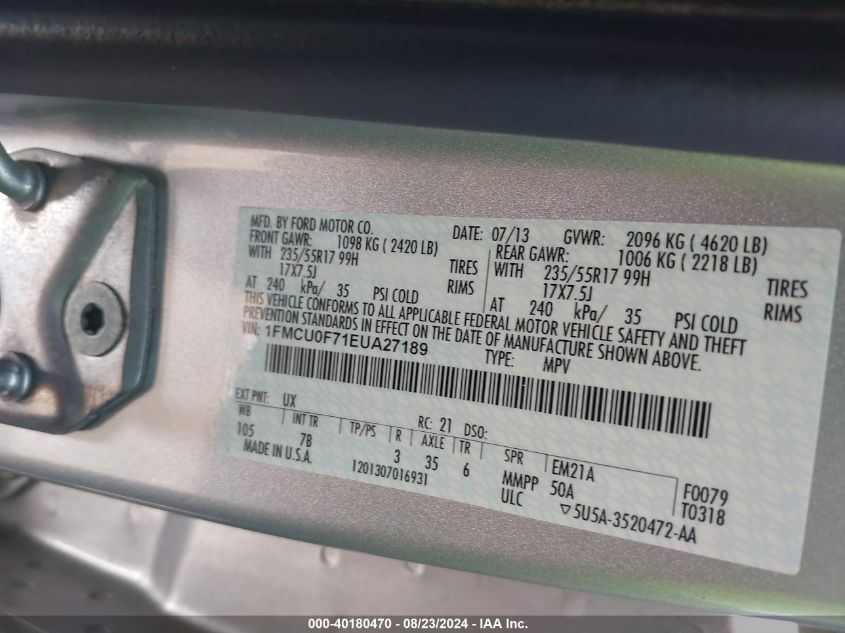 MFD. BY FORD MOTOR CO. DATE: 07/13 GVWR: 2096 KG ( 4620 LB)
FRONT GAWR: 1098 KG ( 2420 LB) REAR GAWR: 1006 KG ( 2218 LB)
WITH 235/55R17 99H TIRES WITH 235/55R17 99H TIRES
17X7.5J RIMS 17X7.5J RIMS
AT 240 kPa/ 35 PSI COLD AT 240 kPa/ 35 PSI COLD
THIS VEHICLE CONFORMS TO ALL APPLICABLE FEDERAL MOTOR VEHICLE SAFETY AND THEFT
PREVENTION STANDARDS IN EFFECT ON THE DATE OF MANUFACTURE SHOWN ABOVE.
VIN: 1FMCU0F71EUA27189 TYPE: MPV
EXT PNT: UX RC: 21 DSO:
WB INT TR TP/PS R AXLE TR SPR EM21A F0079
105 7B 3 35 6 MMPP 50A T0318
MADE IN U.S.A. 1201307016931 ULC ▽5U5A-3520472-AA
000-40180470 - 08/23/2024 - IAA Inc.